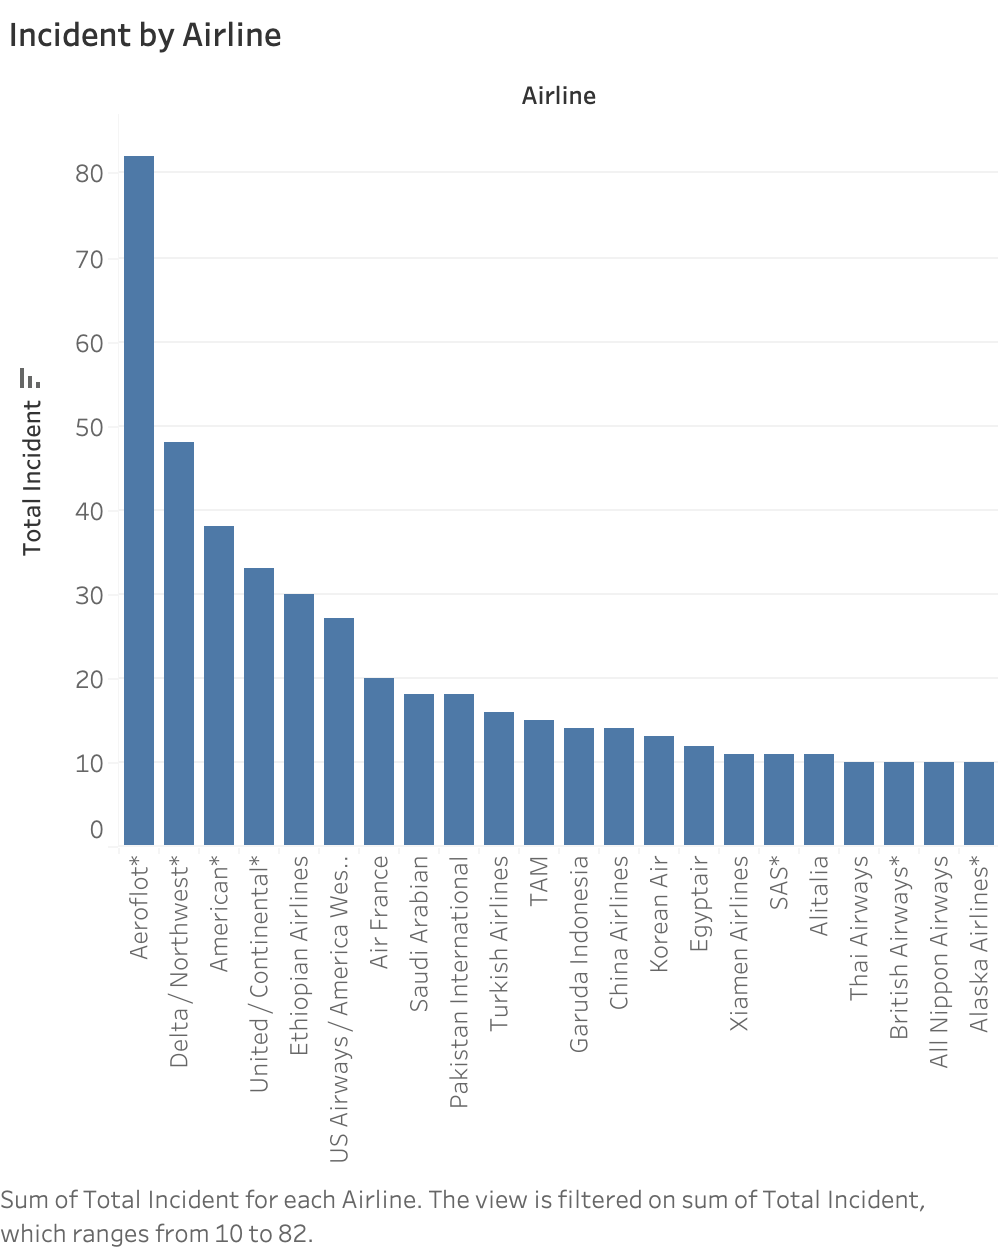 Incident by Airline
Airline
Total Incident
80
70
60
50
40
30
20
10
0
Aeroflot*
Delta / Northwest*
American*
United / Continental*
Ethiopian Airlines
US Airways / America Wes..
Air France
Saudi Arabian
Pakistan International
Turkish Airlines
TAM
Garuda Indonesia
China Airlines
Korean Air
Egyptair
Xiamen Airlines
SAS*
Alitalia
Thai Airways
British Airways*
All Nippon Airways
Alaska Airlines*
Sum of Total Incident for each Airline. The view is filtered on sum of Total Incident,
which ranges from 10 to 82.